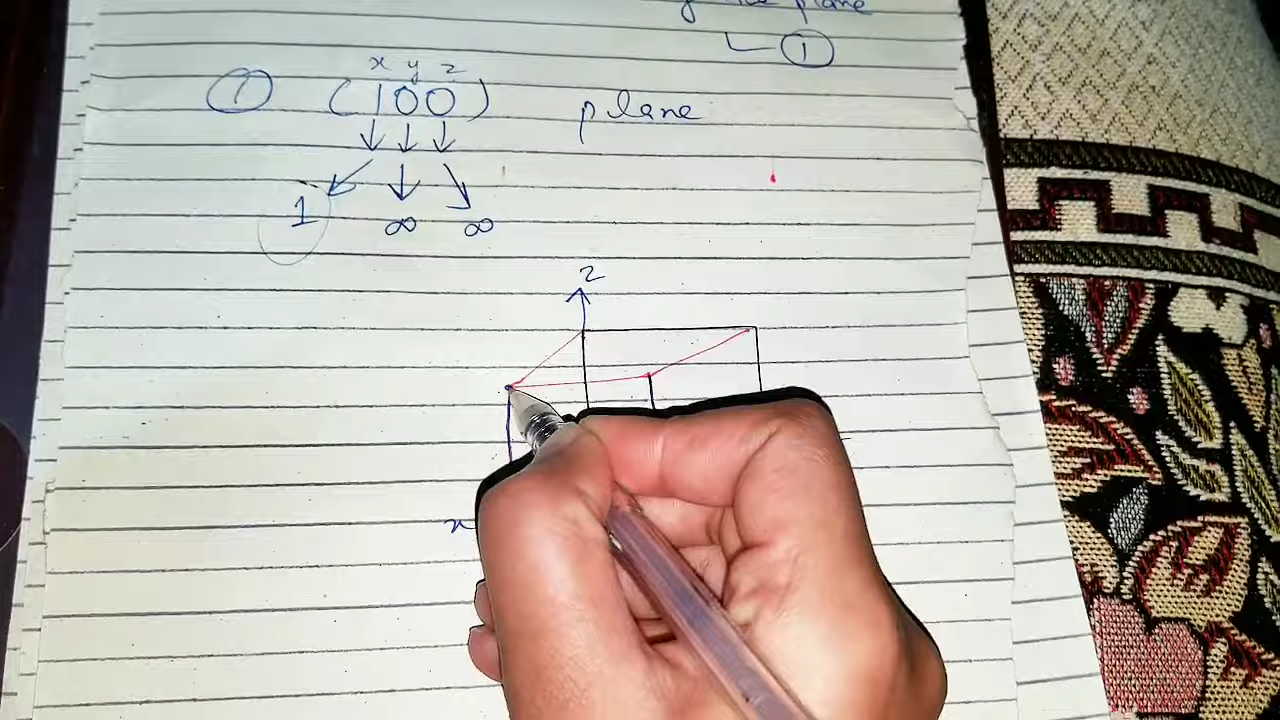 plane
①
x y z
① (100) plane
↓ ↓ ↓
↙ ↓ ↘
1 ∞ ∞
z
x